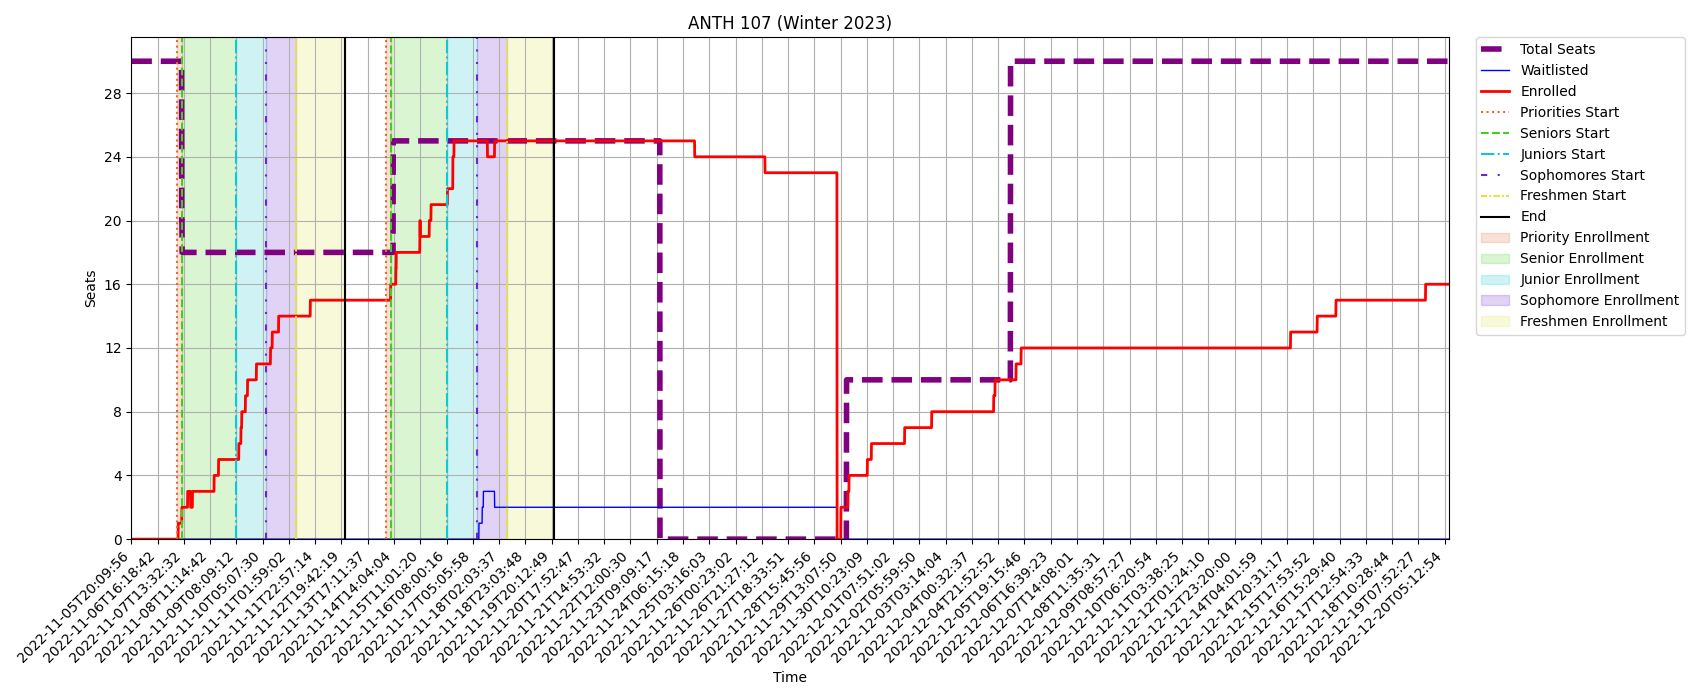 ANTH 107 (Winter 2023)
Total Seats
Waitlisted
Enrolled
Priorities Start
Seniors Start
Juniors Start
Sophomores Start
Freshmen Start
End
Priority Enrollment
Senior Enrollment
Junior Enrollment
Sophomore Enrollment
Freshmen Enrollment
Seats
28
24
20
16
12
8
4
0
2022-11-05T20:09:56
2022-11-06T16:18:42
2022-11-07T13:32:32
2022-11-08T11:14:42
2022-11-09T08:09:12
2022-11-10T05:07:30
2022-11-11T01:59:02
2022-11-11T22:57:14
2022-11-12T19:42:19
2022-11-13T17:11:37
2022-11-14T14:04:04
2022-11-15T11:01:20
2022-11-16T08:00:16
2022-11-17T05:05:58
2022-11-18T02:03:37
2022-11-18T23:03:48
2022-11-19T20:12:49
2022-11-20T17:52:47
2022-11-21T14:53:32
2022-11-22T12:00:30
2022-11-23T09:09:17
2022-11-24T06:15:18
2022-11-25T03:16:03
2022-11-26T00:23:02
2022-11-26T21:27:12
2022-11-27T18:33:51
2022-11-28T15:45:56
2022-11-29T13:07:50
2022-11-30T10:23:09
2022-12-01T07:51:02
2022-12-02T05:59:50
2022-12-03T03:14:04
2022-12-04T00:32:37
2022-12-04T21:52:52
2022-12-05T19:15:46
2022-12-06T16:39:23
2022-12-07T14:08:01
2022-12-08T11:35:31
2022-12-09T08:57:27
2022-12-10T06:20:54
2022-12-11T03:38:25
2022-12-12T01:24:10
2022-12-12T23:20:00
2022-12-14T04:01:59
2022-12-14T20:31:17
2022-12-15T17:53:52
2022-12-16T15:29:40
2022-12-17T12:54:33
2022-12-18T10:28:44
2022-12-19T07:52:27
2022-12-20T05:12:54
Time